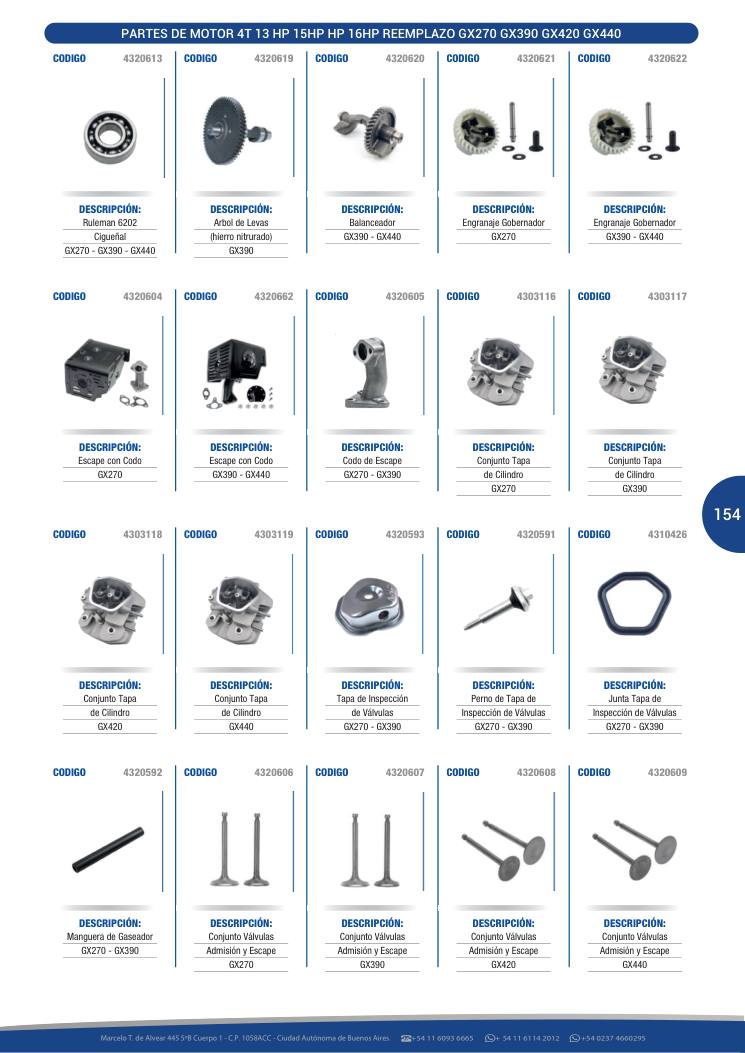 PARTES DE MOTOR 4T 13 HP 15HP HP 16HP REEMPLAZO GX270 GX390 GX420 GX440
CODIGO 4320613
DESCRIPCIÓN:
Ruleman 6202
Cigueñal
GX270 - GX390 - GX440
CODIGO 4320619
DESCRIPCIÓN:
Arbol de Levas
(hierro nitrurado)
GX390
CODIGO 4320620
DESCRIPCIÓN:
Balanceador
GX390 - GX440
CODIGO 4320621
DESCRIPCIÓN:
Engranaje Gobernador
GX270
CODIGO 4320622
DESCRIPCIÓN:
Engranaje Gobernador
GX390 - GX440
CODIGO 4320604
DESCRIPCIÓN:
Escape con Codo
GX270
CODIGO 4320662
DESCRIPCIÓN:
Escape con Codo
GX390 - GX440
CODIGO 4320605
DESCRIPCIÓN:
Codo de Escape
GX270 - GX390
CODIGO 4303116
DESCRIPCIÓN:
Conjunto Tapa
de Cilindro
GX270
CODIGO 4303117
DESCRIPCIÓN:
Conjunto Tapa
de Cilindro
GX390
154
CODIGO 4303118
DESCRIPCIÓN:
Conjunto Tapa
de Cilindro
GX420
CODIGO 4303119
DESCRIPCIÓN:
Conjunto Tapa
de Cilindro
GX440
CODIGO 4320593
DESCRIPCIÓN:
Tapa de Inspección
de Válvulas
GX270 - GX390
CODIGO 4320591
DESCRIPCIÓN:
Perno de Tapa de
Inspección de Válvulas
GX270 - GX390
CODIGO 4310426
DESCRIPCIÓN:
Junta Tapa de
Inspección de Válvulas
GX270 - GX390
CODIGO 4320592
DESCRIPCIÓN:
Manguera de Gaseador
GX270 - GX390
CODIGO 4320606
DESCRIPCIÓN:
Conjunto Válvulas
Admisión y Escape
GX270
CODIGO 4320607
DESCRIPCIÓN:
Conjunto Válvulas
Admisión y Escape
GX390
CODIGO 4320608
DESCRIPCIÓN:
Conjunto Válvulas
Admisión y Escape
GX420
CODIGO 4320609
DESCRIPCIÓN:
Conjunto Válvulas
Admisión y Escape
GX440
Marcelo T. de Alvear 445 5ºB Cuerpo 1 - C.P. 1058ACC - Ciudad Autónoma de Buenos Aires +54 11 6093 6665 + 54 11 6114 2012 +54 0237 4660295